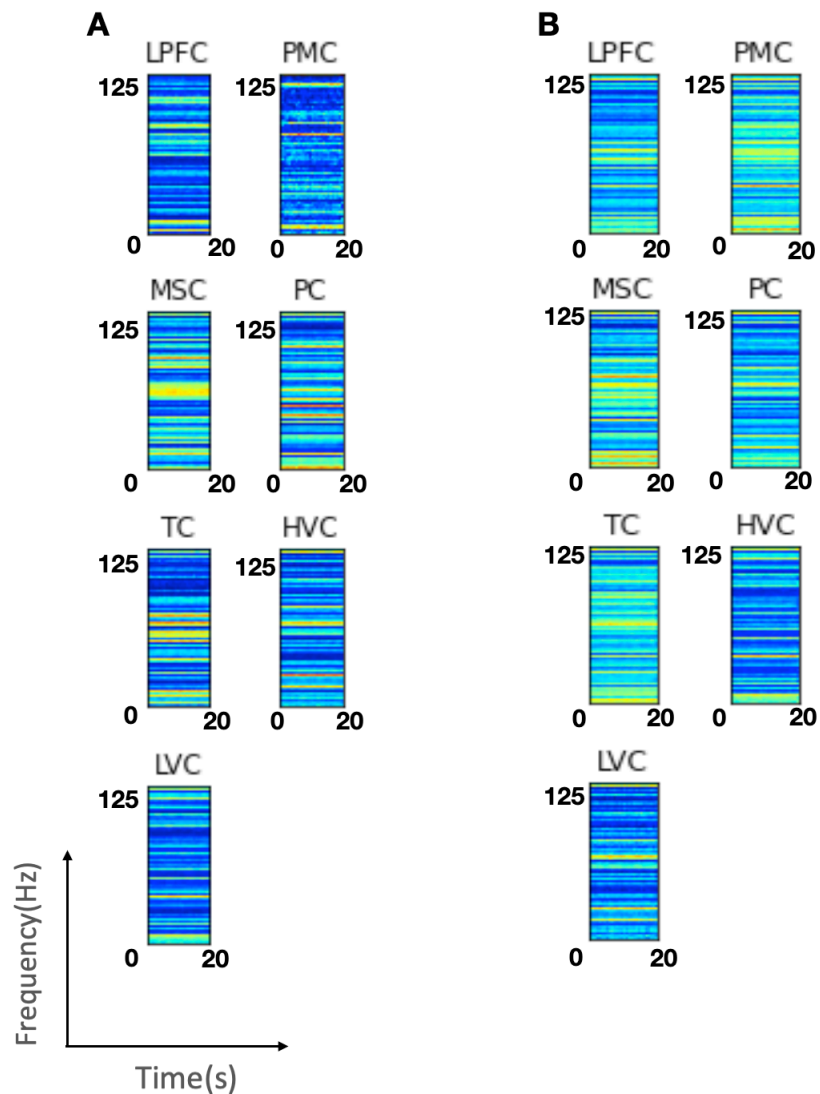 A B
LPFC PMC LPFC PMC
125 125 125 125
0 20 0 20 0 20 0 20
MSC PC MSC PC
125 125 125 125
0 20 0 20 0 20 0 20
TC HVC TC HVC
125 125 125 125
0 20 0 20 0 20 0 20
LVC LVC
125 125
0 20 0 20
Frequency(Hz)
Time(s)